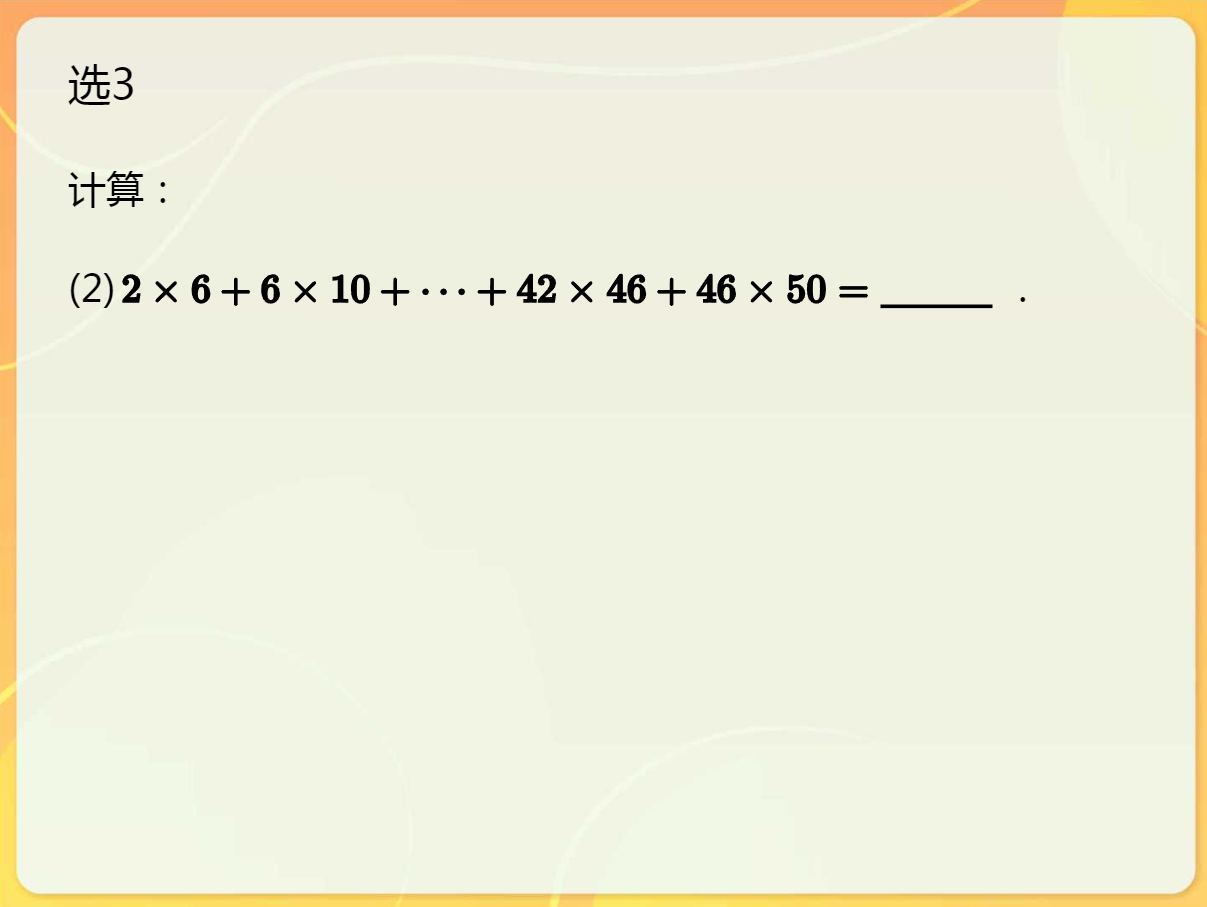 选3
计算：
(2) 2 × 6 + 6 × 10 + ··· + 42 × 46 + 46 × 50 = ______ .